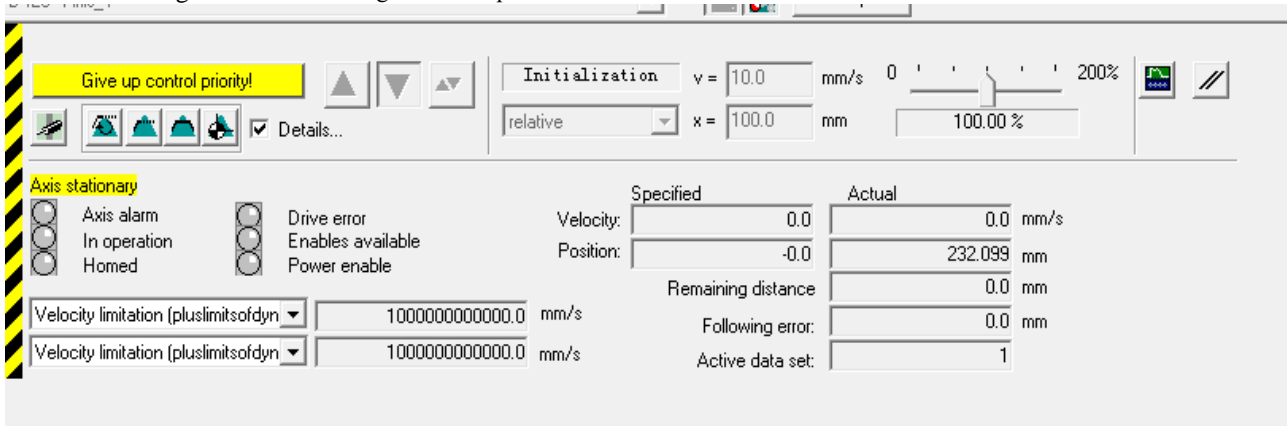 Give up control priority!
Initialization
v =
10.0
mm/s
0
200%
Details...
relative
x =
100.0
mm
100.00 %
Axis stationary
Specified
Actual
Axis alarm
Drive error
Velocity:
0.0
0.0
mm/s
In operation
Enables available
Position:
-0.0
232.099
mm
Homed
Power enable
Remaining distance
0.0
mm
Velocity limitation (pluslimitsofdyn
1000000000000.0
mm/s
Following error:
0.0
mm
Velocity limitation (pluslimitsofdyn
1000000000000.0
mm/s
Active data set:
1